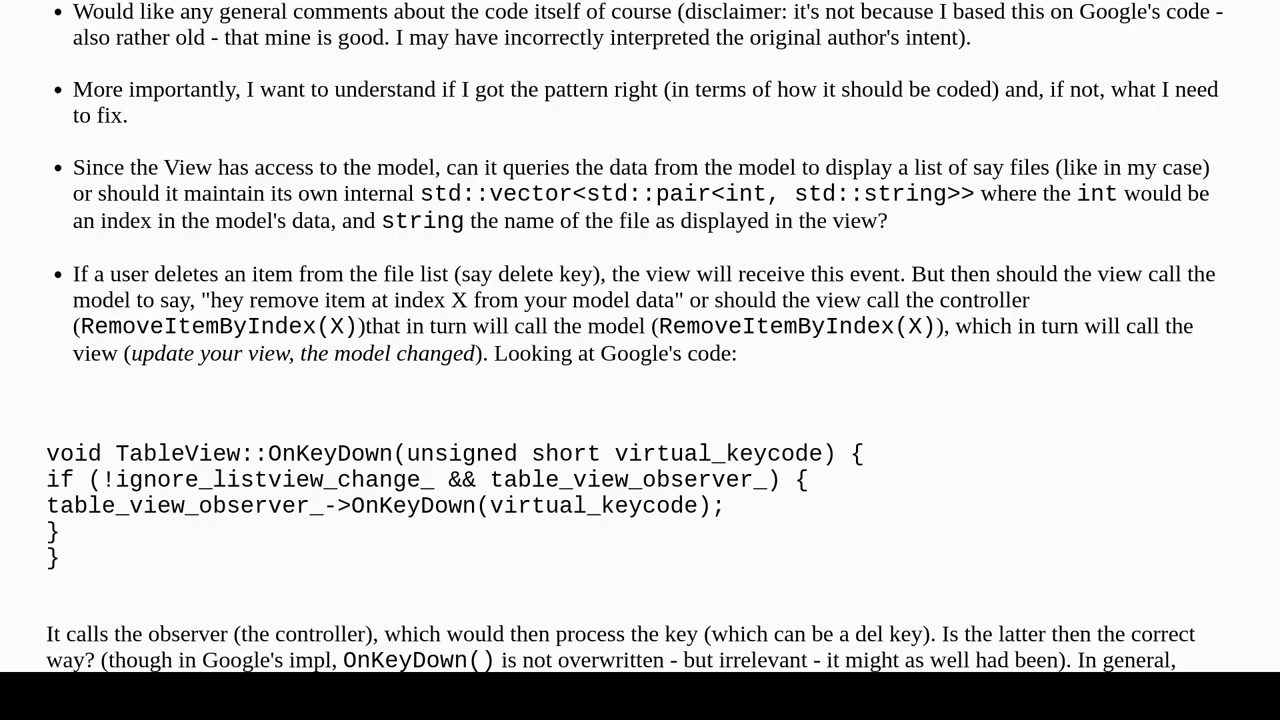 Would like any general comments about the code itself of course (disclaimer: it's not because I based this on Google's code -
also rather old - that mine is good. I may have incorrectly interpreted the original author's intent).
More importantly, I want to understand if I got the pattern right (in terms of how it should be coded) and, if not, what I need
to fix.
Since the View has access to the model, can it queries the data from the model to display a list of say files (like in my case)
or should it maintain its own internal std::vector<std::pair<int, std::string>> where the int would be
an index in the model's data, and string the name of the file as displayed in the view?
If a user deletes an item from the file list (say delete key), the view will receive this event. But then should the view call the
model to say, "hey remove item at index X from your model data" or should the view call the controller
(RemoveItemByIndex(X))that in turn will call the model (RemoveItemByIndex(X)), which in turn will call the
view (update your view, the model changed). Looking at Google's code:
void TableView::OnKeyDown(unsigned short virtual_keycode) {
if (!ignore_listview_change_ && table_view_observer_) {
table_view_observer_->OnKeyDown(virtual_keycode);
}
}
It calls the observer (the controller), which would then process the key (which can be a del key). Is the latter then the correct
way? (though in Google's impl, OnKeyDown() is not overwritten - but irrelevant - it might as well had been). In general,